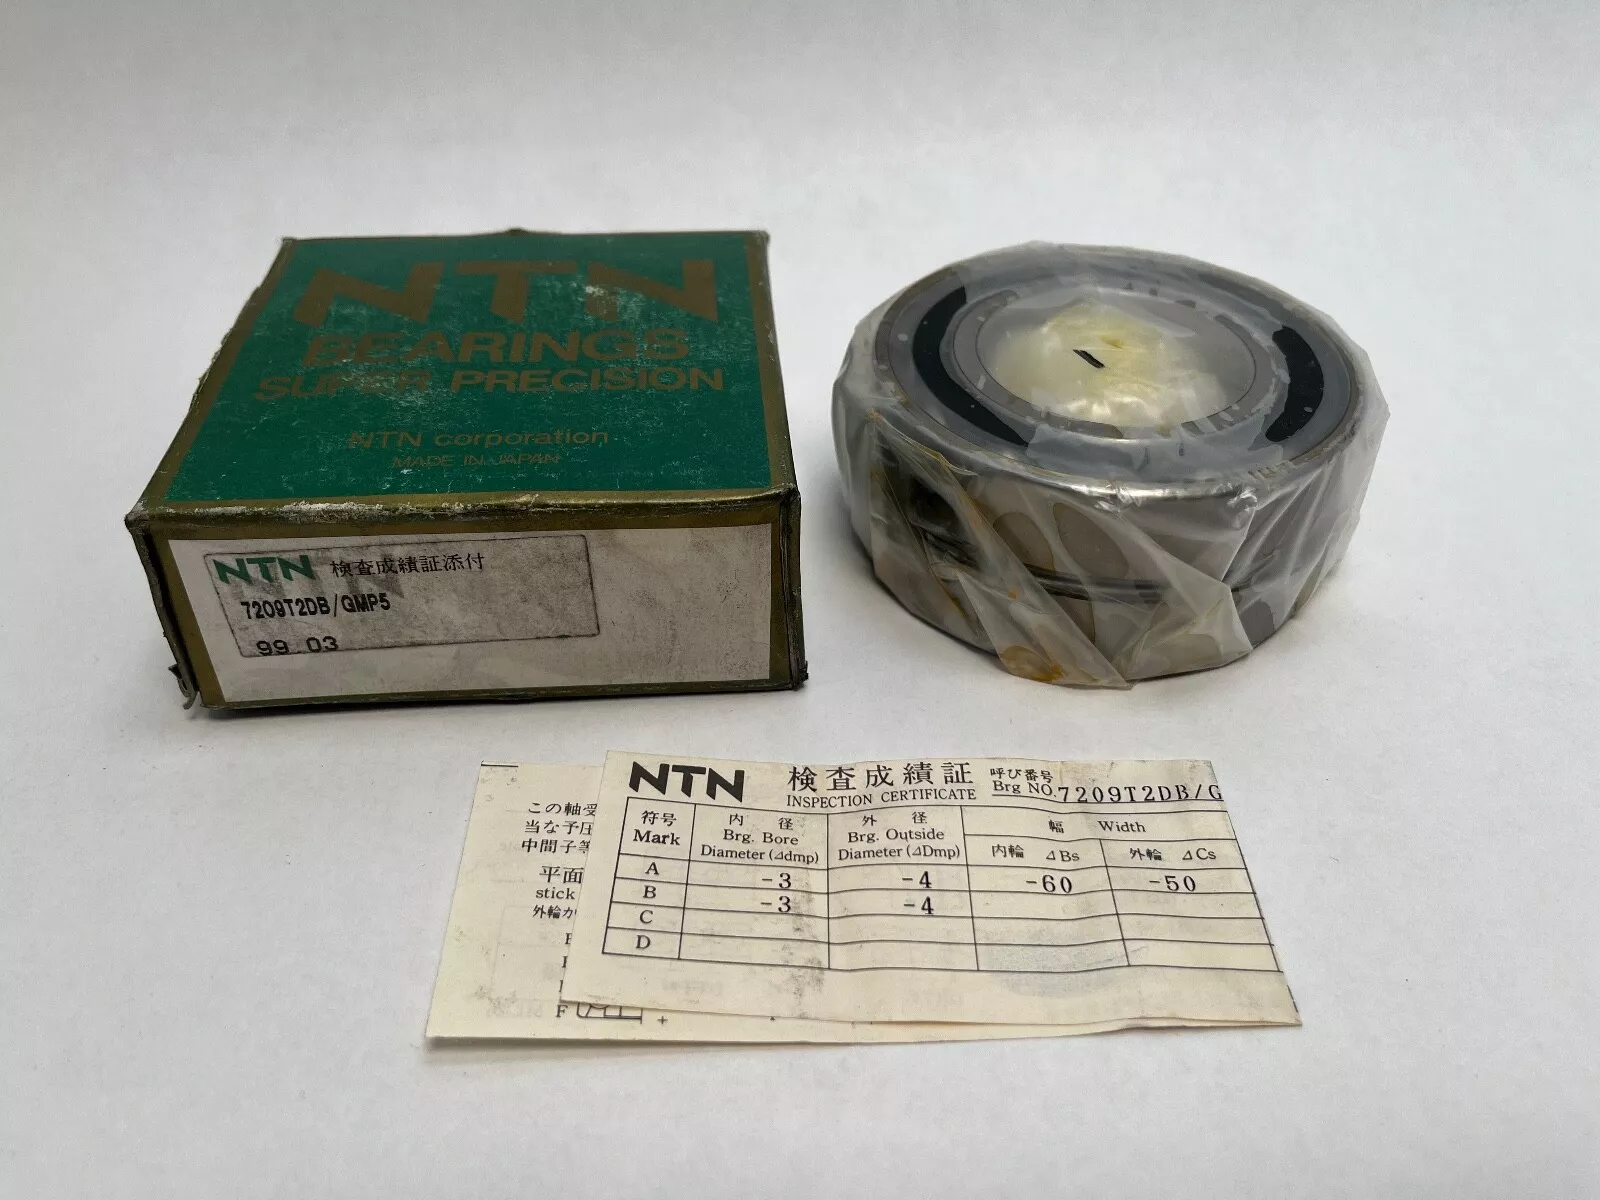 NTN
BEARINGS
SUPER PRECISION
NTN corporation
MADE IN JAPAN
NTN 検査成績証添付
7209T2DB/GMP5
99 03
NTN 検査成績証 呼び番号
INSPECTION CERTIFICATE Brg NO. 7209T2DB/G
符号 内径 外径 幅 Width
Mark Brg. Bore Brg. Outside
Diameter (⊿dmp) Diameter (⊿Dmp) 内輪 ⊿Bs 外輪 ⊿Cs
A -3 -4 -60 -50
B -3 -4
C
D
この軸受
当な予圧
中間子等
平面
stick
外輪か
F +